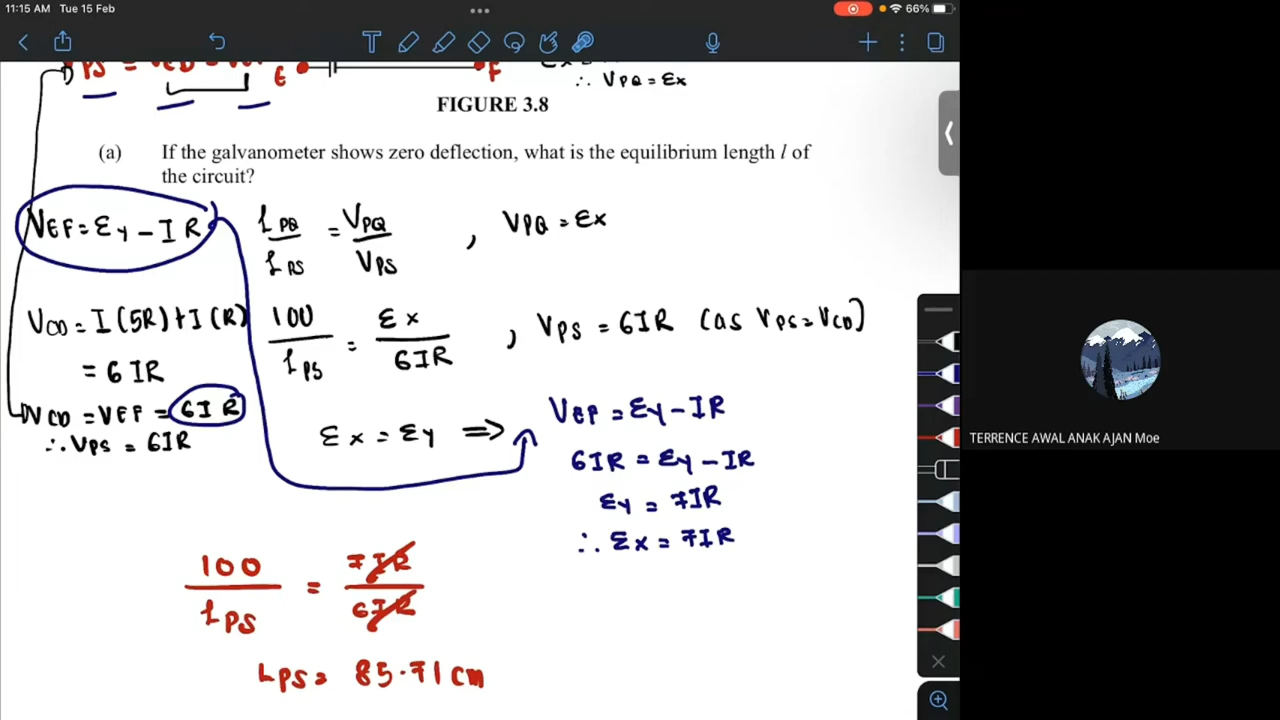 11:15 AM Tue 15 Feb
66%
PS = VCD = VEF
E
F
∴ VPQ = Ex
FIGURE 3.8
(a) If the galvanometer shows zero deflection, what is the equilibrium length l of
the circuit?
VEF = Ey - IR
LPQ / LPS = VPQ / VPS , VPQ = Ex
VCD = I(5R) + I(R)
= 6IR
VCD = VEF = 6IR
∴ VPS = 6IR
100 / LPS = Ex / 6IR , VPS = 6IR (as VPS = VCD)
Ex = Ey ⇒
VEF = Ey - IR
6IR = Ey - IR
Ey = 7IR
∴ Ex = 7IR
100 / LPS = 7IR / 6IR
LPS = 85.71 cm
TERRENCE AWAL ANAK AJAN Moe